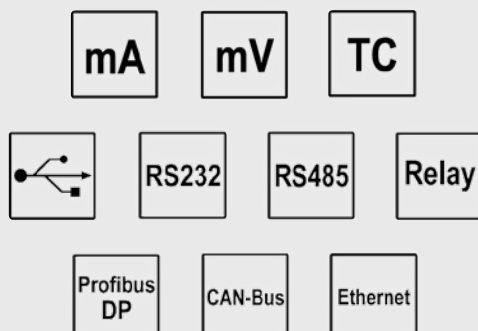 mA mV TC
RS232 RS485 Relay
Profibus
DP
CAN-Bus Ethernet